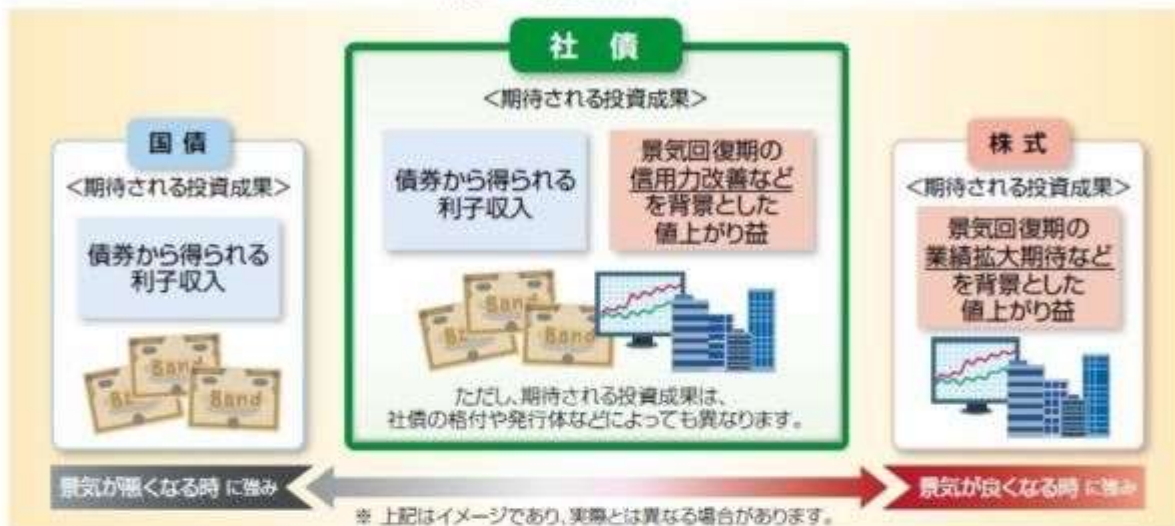 社債
<期待される投資成果>
債券から得られる
利子収入
景気回復期の
信用力改善など
を背景とした
値上がり益
Band
Band
Band
ただし、期待される投資成果は、
社債の格付や発行体などによっても異なります。
国債
<期待される投資成果>
債券から得られる
利子収入
Band
Band
Band
株式
<期待される投資成果>
景気回復期の
業績拡大期待など
を背景とした
値上がり益
景気が悪くなる時に強み
景気が良くなる時に強み
※ 上記はイメージであり、実際とは異なる場合があります。